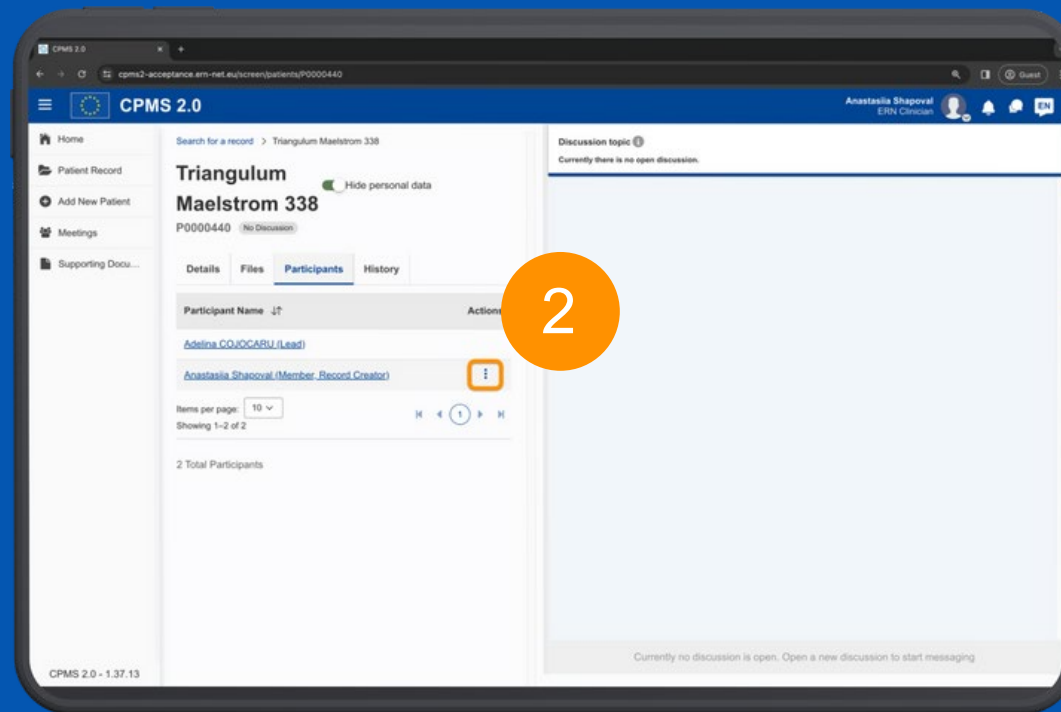 CPMS 2.0
cpms2-acceptance.ern-net.eu/screen/patients/P0000440
Guest
CPMS 2.0
Anastasiia Shapoval
ERN Clinician
EN
Home
Patient Record
Add New Patient
Meetings
Supporting Docu...
Search for a record > Triangulum Maelstrom 338
Triangulum
Maelstrom 338
Hide personal data
P0000440 No Discussion
Details Files Participants History
Participant Name Actions
Adelina COJOCARU (Lead)
Anastasiia Shapoval (Member, Record Creator)
Items per page: 10
1
Showing 1–2 of 2
2 Total Participants
Discussion topic
Currently there is no open discussion.
2
Currently no discussion is open. Open a new discussion to start messaging
CPMS 2.0 - 1.37.13